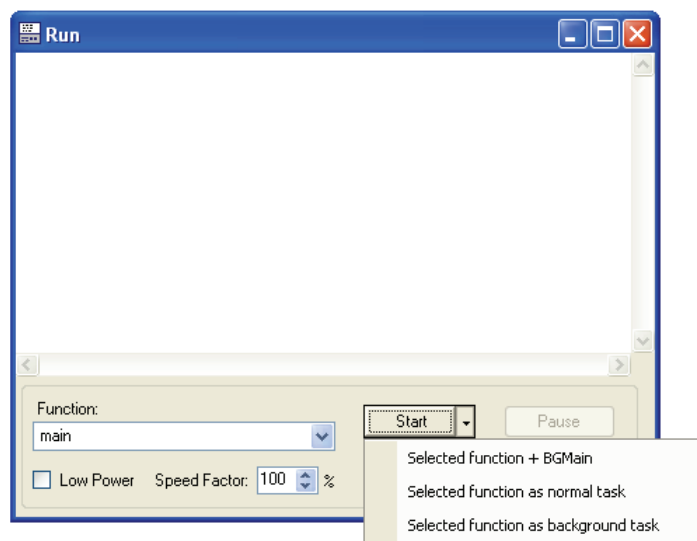 Run
Function:
main
Start
Pause
Low Power
Speed Factor: 100 %
Selected function + BGMain
Selected function as normal task
Selected function as background task